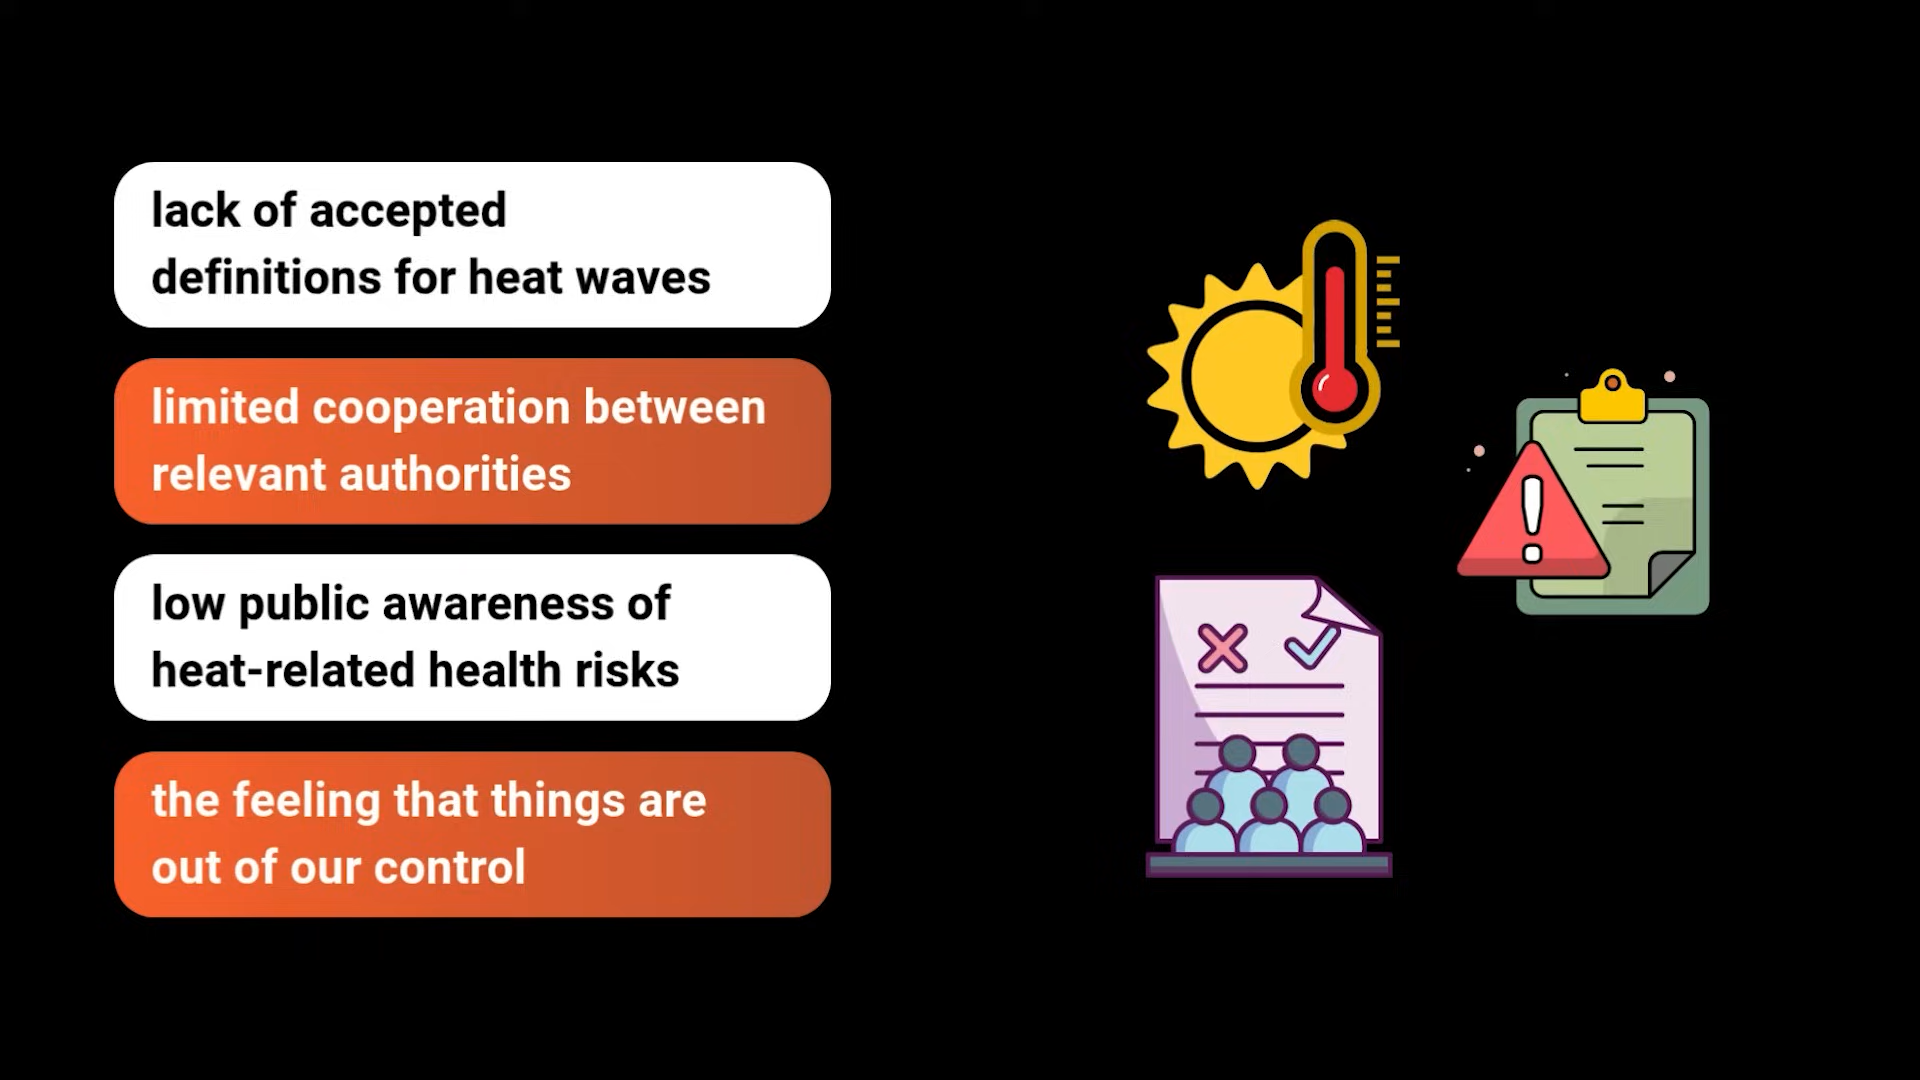 lack of accepted
definitions for heat waves
limited cooperation between
relevant authorities
low public awareness of
heat-related health risks
the feeling that things are
out of our control